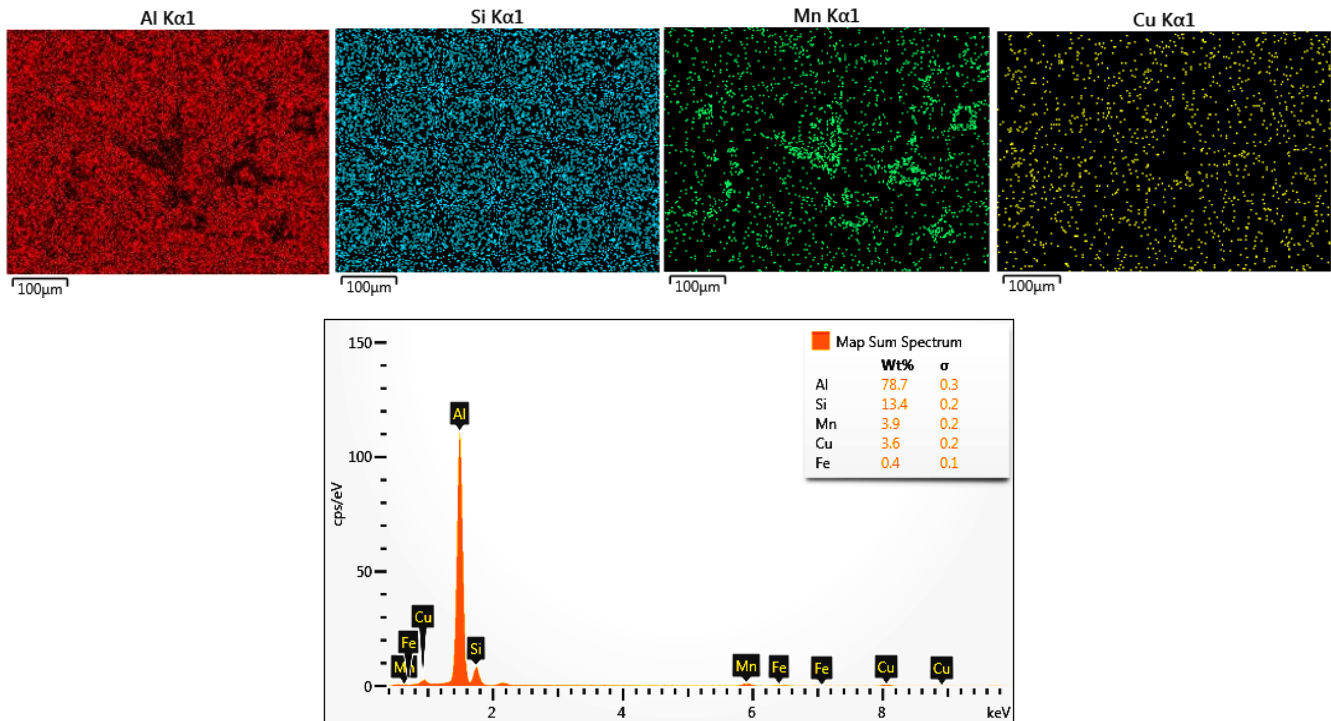 Al Kα1
Si Kα1
Mn Kα1
Cu Kα1
100μm
100μm
100μm
100μm
Map Sum Spectrum
Wt% σ
Al 78.7 0.3
Si 13.4 0.2
Mn 3.9 0.2
Cu 3.6 0.2
Fe 0.4 0.1
150
100
50
0
cps/eV
Al
Cu
Fe
Mn
Si
Mn
Fe
Fe
Cu
Cu
2
4
6
8
keV